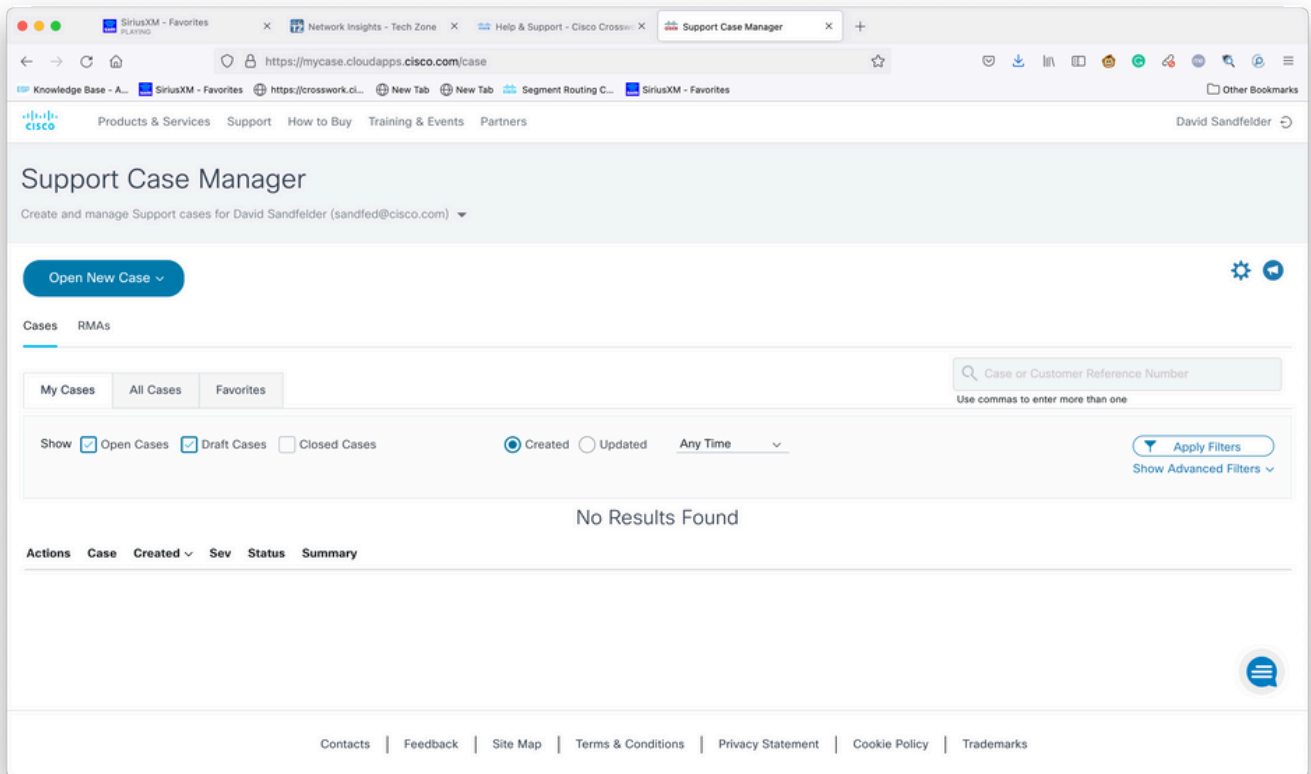 SiriusXM - Favorites
PLAYING
Network Insights - Tech Zone
Help & Support - Cisco Crossw
Support Case Manager
https://mycase.cloudapps.cisco.com/case
Knowledge Base - A...
SiriusXM - Favorites
https://crosswork.ci...
New Tab
New Tab
Segment Routing C...
SiriusXM - Favorites
Other Bookmarks
CISCO
Products & Services
Support
How to Buy
Training & Events
Partners
David Sandfelder
Support Case Manager
Create and manage Support cases for David Sandfelder (sandfed@cisco.com)
Open New Case
Cases
RMAs
My Cases
All Cases
Favorites
Case or Customer Reference Number
Use commas to enter more than one
Show
Open Cases
Draft Cases
Closed Cases
Created
Updated
Any Time
Apply Filters
Show Advanced Filters
No Results Found
Actions
Case
Created
Sev
Status
Summary
Contacts
Feedback
Site Map
Terms & Conditions
Privacy Statement
Cookie Policy
Trademarks